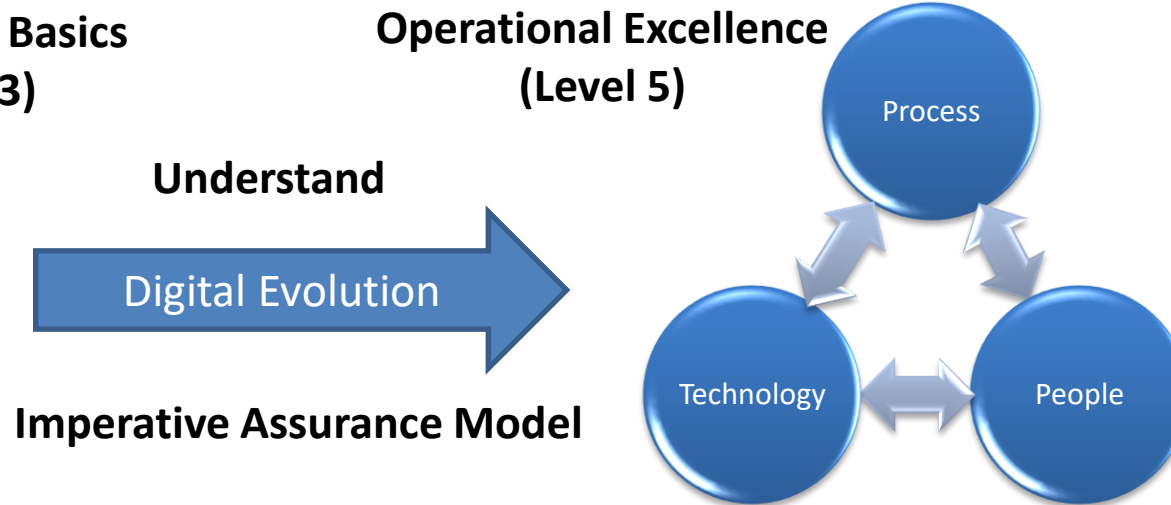 Basics
3)
Operational Excellence
(Level 5)
Process
Understand
Digital Evolution
Technology
People
Imperative Assurance Model